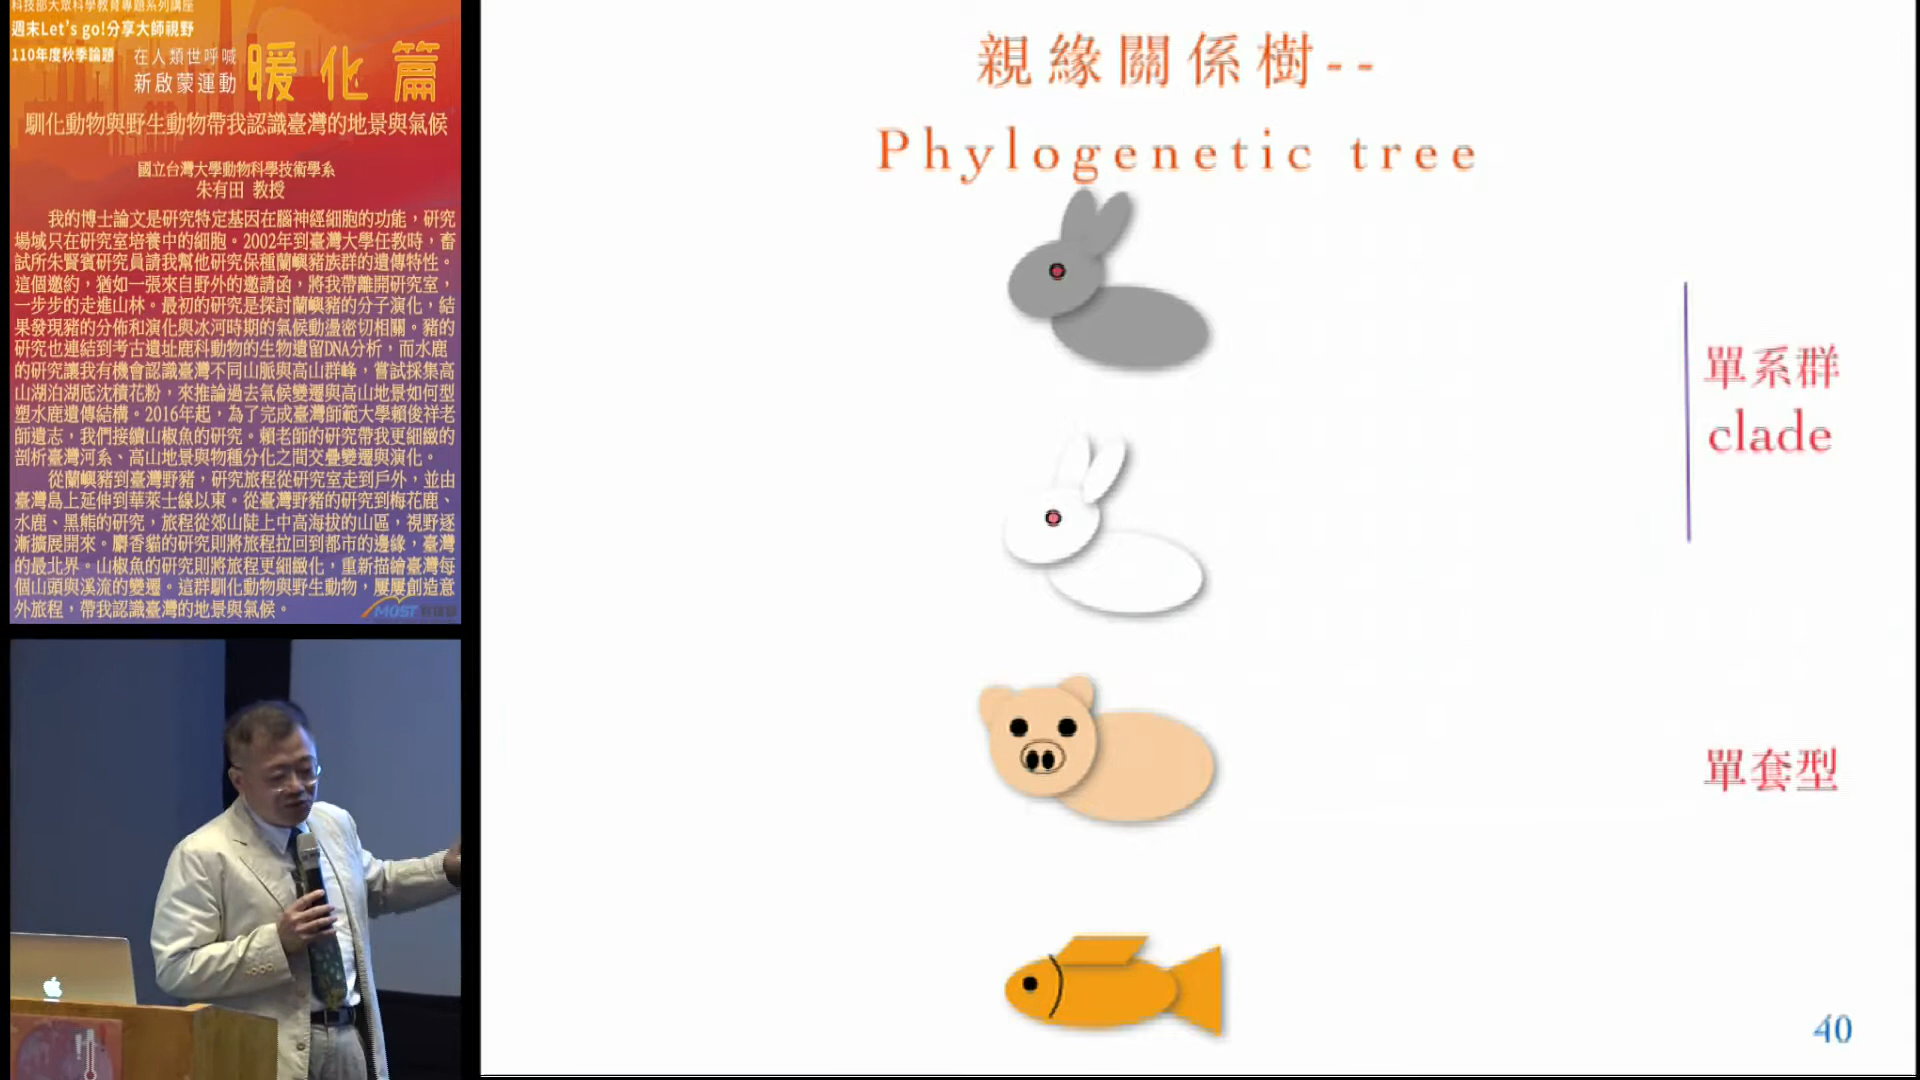 科技部大眾科學教育專題系列講座
週末Let's go!分享大師視野
110年度秋季論題
在人類世呼喊
新啟蒙運動
暖化篇
馴化動物與野生動物帶我認識臺灣的地景與氣候
國立台灣大學動物科學技術學系
朱有田 教授
我的博士論文是研究特定基因在腦神經細胞的功能，研究
場域只在研究室培養中的細胞。2002年到臺灣大學任教時，畜
試所朱賢斌研究員請我幫他研究保種蘭嶼豬族群的遺傳特性。
這個邀約，猶如一張來自野外的邀請函，將我帶離開研究室，
一步步的走進山林。最初的研究是探討蘭嶼豬的分子演化，結
果發現豬的分佈和演化與冰河時期的氣候動盪密切相關。豬的
研究也連結到考古遺址鹿科動物的生物遺留DNA分析，而水鹿
的研究讓我有機會認識臺灣不同山脈與高山群峰，嘗試採集高
山湖泊湖底沈積花粉，來推論過去氣候變遷與高山地景如何型
塑水鹿遺傳結構。2016年起，為了完成臺灣師範大學賴俊祥老
師遺志，我們接續山椒魚的研究。賴老師的研究帶我更細緻的
剖析臺灣河系、高山地景與物種分化之間交疊變遷與演化。
從蘭嶼豬到臺灣野豬，研究旅程從研究室走到戶外，並由
臺灣島上延伸到華萊士線以東。從臺灣野豬的研究到梅花鹿、
水鹿、黑熊的研究，旅程從郊山陡上中高海拔的山區，視野逐
漸擴展開來。麝香貓的研究則將旅程拉回到都市的邊緣，臺灣
的最北界。山椒魚的研究則將旅程更細緻化，重新描繪臺灣每
個山頭與溪流的變遷。這群馴化動物與野生動物，屢屢創造意
外旅程，帶我認識臺灣的地景與氣候。
MOST
親緣關係樹--
Phylogenetic tree
單系群
clade
單套型
40